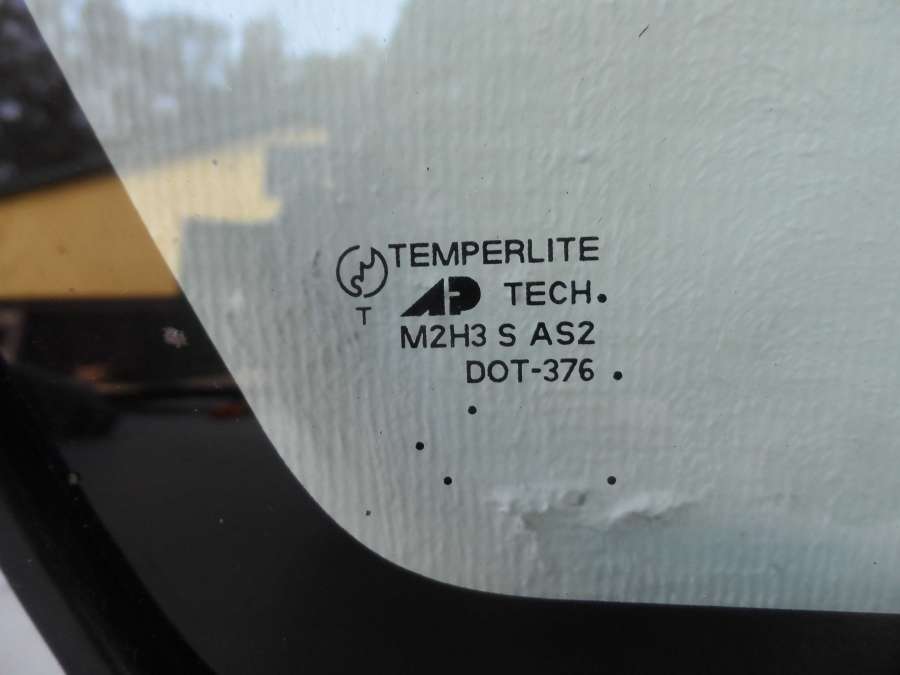 TEMPERLITE
AP TECH.
T
M2H3 S AS2
DOT-376